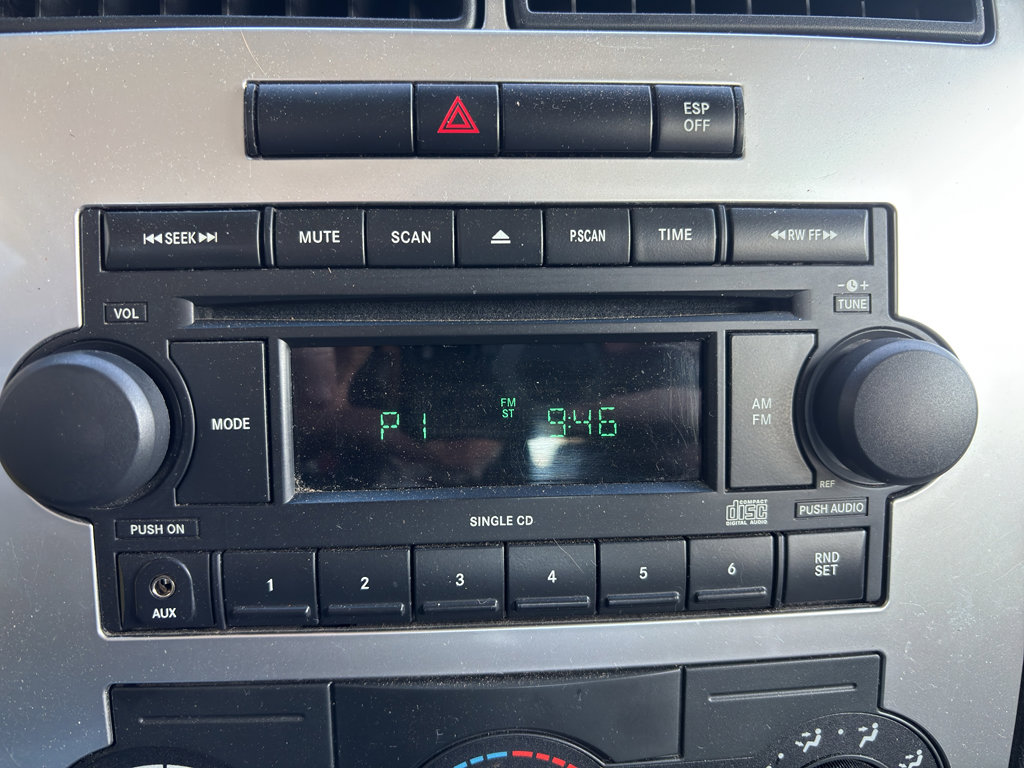 ESP
OFF
SEEK
MUTE
SCAN
P.SCAN
TIME
RW FF
VOL
- +
TUNE
MODE
P1
FM
ST
9:46
AM
FM
REF
PUSH ON
SINGLE CD
COMPACT
disc
DIGITAL AUDIO
PUSH AUDIO
AUX
1
2
3
4
5
6
RND
SET